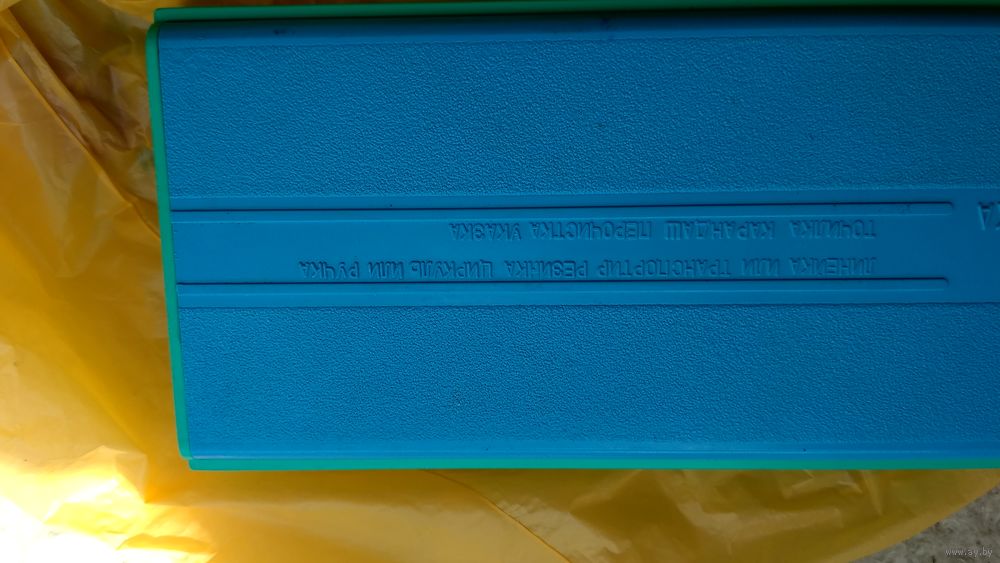 ЛИНЕЙКА ИЛИ ТРАНСПОРТИР РЕЗИНКА ЦИРКУЛЬ ИЛИ РУЧКА
ТОЧИЛКА КАРАНДАШ ПЕРОЧИСТКА УКАЗКА
www.ay.by